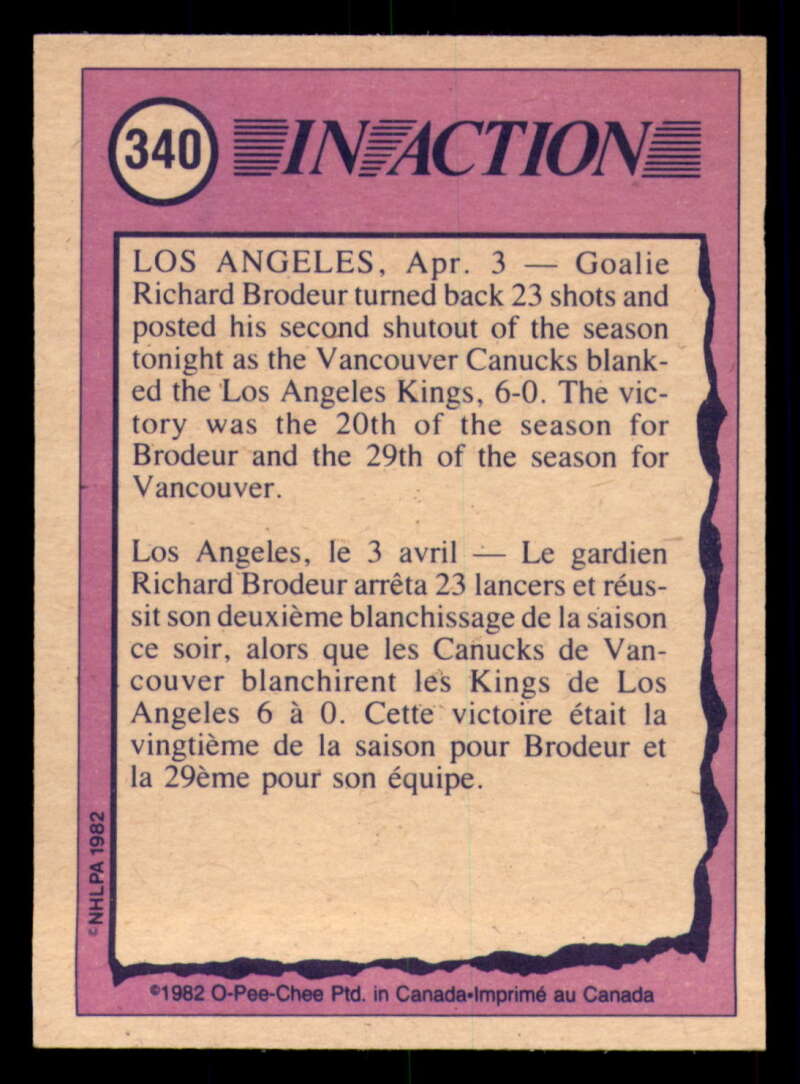 340
IN ACTION
LOS ANGELES, Apr. 3 — Goalie
Richard Brodeur turned back 23 shots and
posted his second shutout of the season
tonight as the Vancouver Canucks blank-
ed the Los Angeles Kings, 6-0. The vic-
tory was the 20th of the season for
Brodeur and the 29th of the season for
Vancouver.
Los Angeles, le 3 avril — Le gardien
Richard Brodeur arrêta 23 lancers et réus-
sit son deuxième blanchissage de la saison
ce soir, alors que les Canucks de Van-
couver blanchirent les Kings de Los
Angeles 6 à 0. Cette victoire était la
vingtième de la saison pour Brodeur et
la 29ème pour son équipe.
©NHLPA 1982
©1982 O-Pee-Chee Ptd. in Canada•Imprimé au Canada